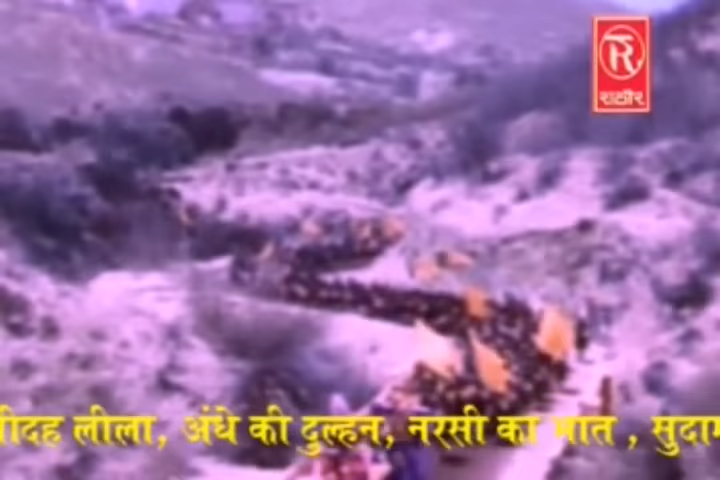 राठौर
ीदह लीला, अंधे की दुल्हन, नरसी का भात , सुदाम